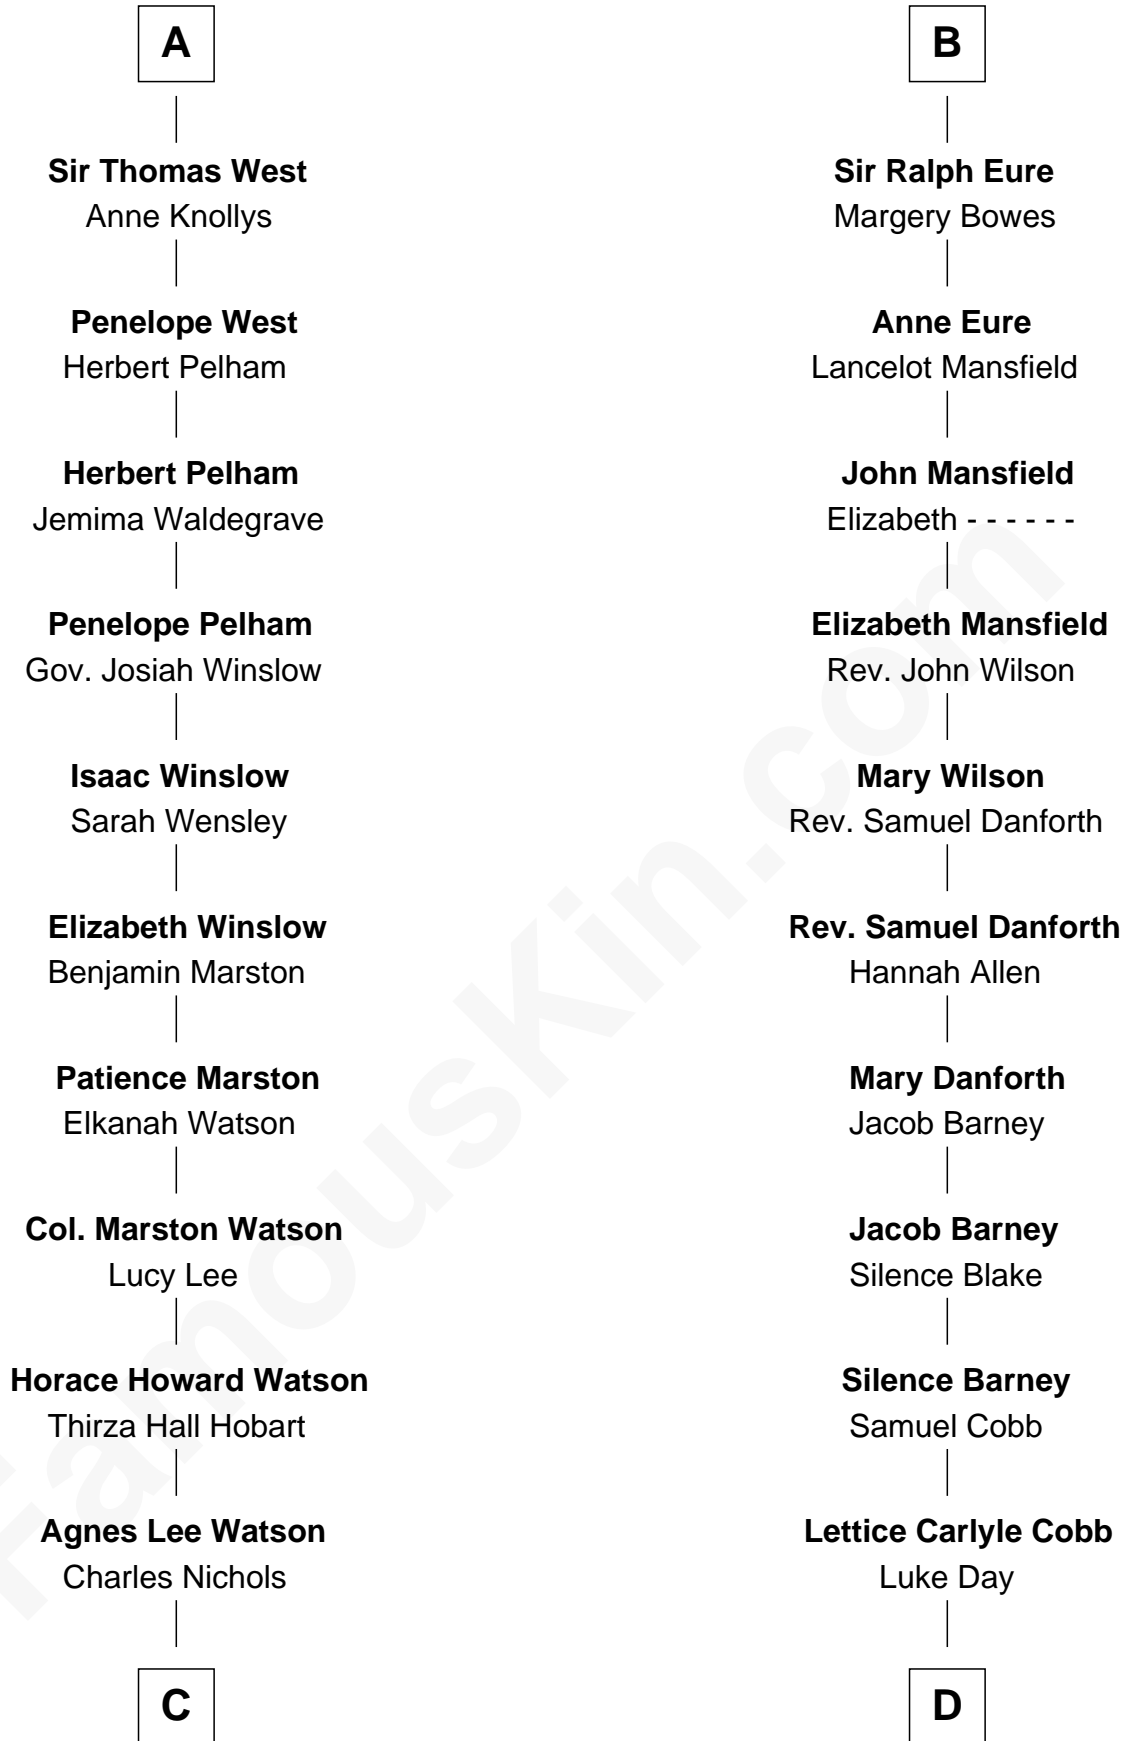 A
Sir Thomas West
Anne Knollys
Penelope West
Herbert Pelham
Herbert Pelham
Jemima Waldegrave
Penelope Pelham
Gov. Josiah Winslow
Isaac Winslow
Sarah Wensley
Elizabeth Winslow
Benjamin Marston
Patience Marston
Elkanah Watson
Col. Marston Watson
Lucy Lee
Horace Howard Watson
Thirza Hall Hobart
Agnes Lee Watson
Charles Nichols
C
B
Sir Ralph Eure
Margery Bowes
Anne Eure
Lancelot Mansfield
John Mansfield
Elizabeth - - - - - -
Elizabeth Mansfield
Rev. John Wilson
Mary Wilson
Rev. Samuel Danforth
Rev. Samuel Danforth
Hannah Allen
Mary Danforth
Jacob Barney
Jacob Barney
Silence Blake
Silence Barney
Samuel Cobb
Lettice Carlyle Cobb
Luke Day
D
FamousKin.com